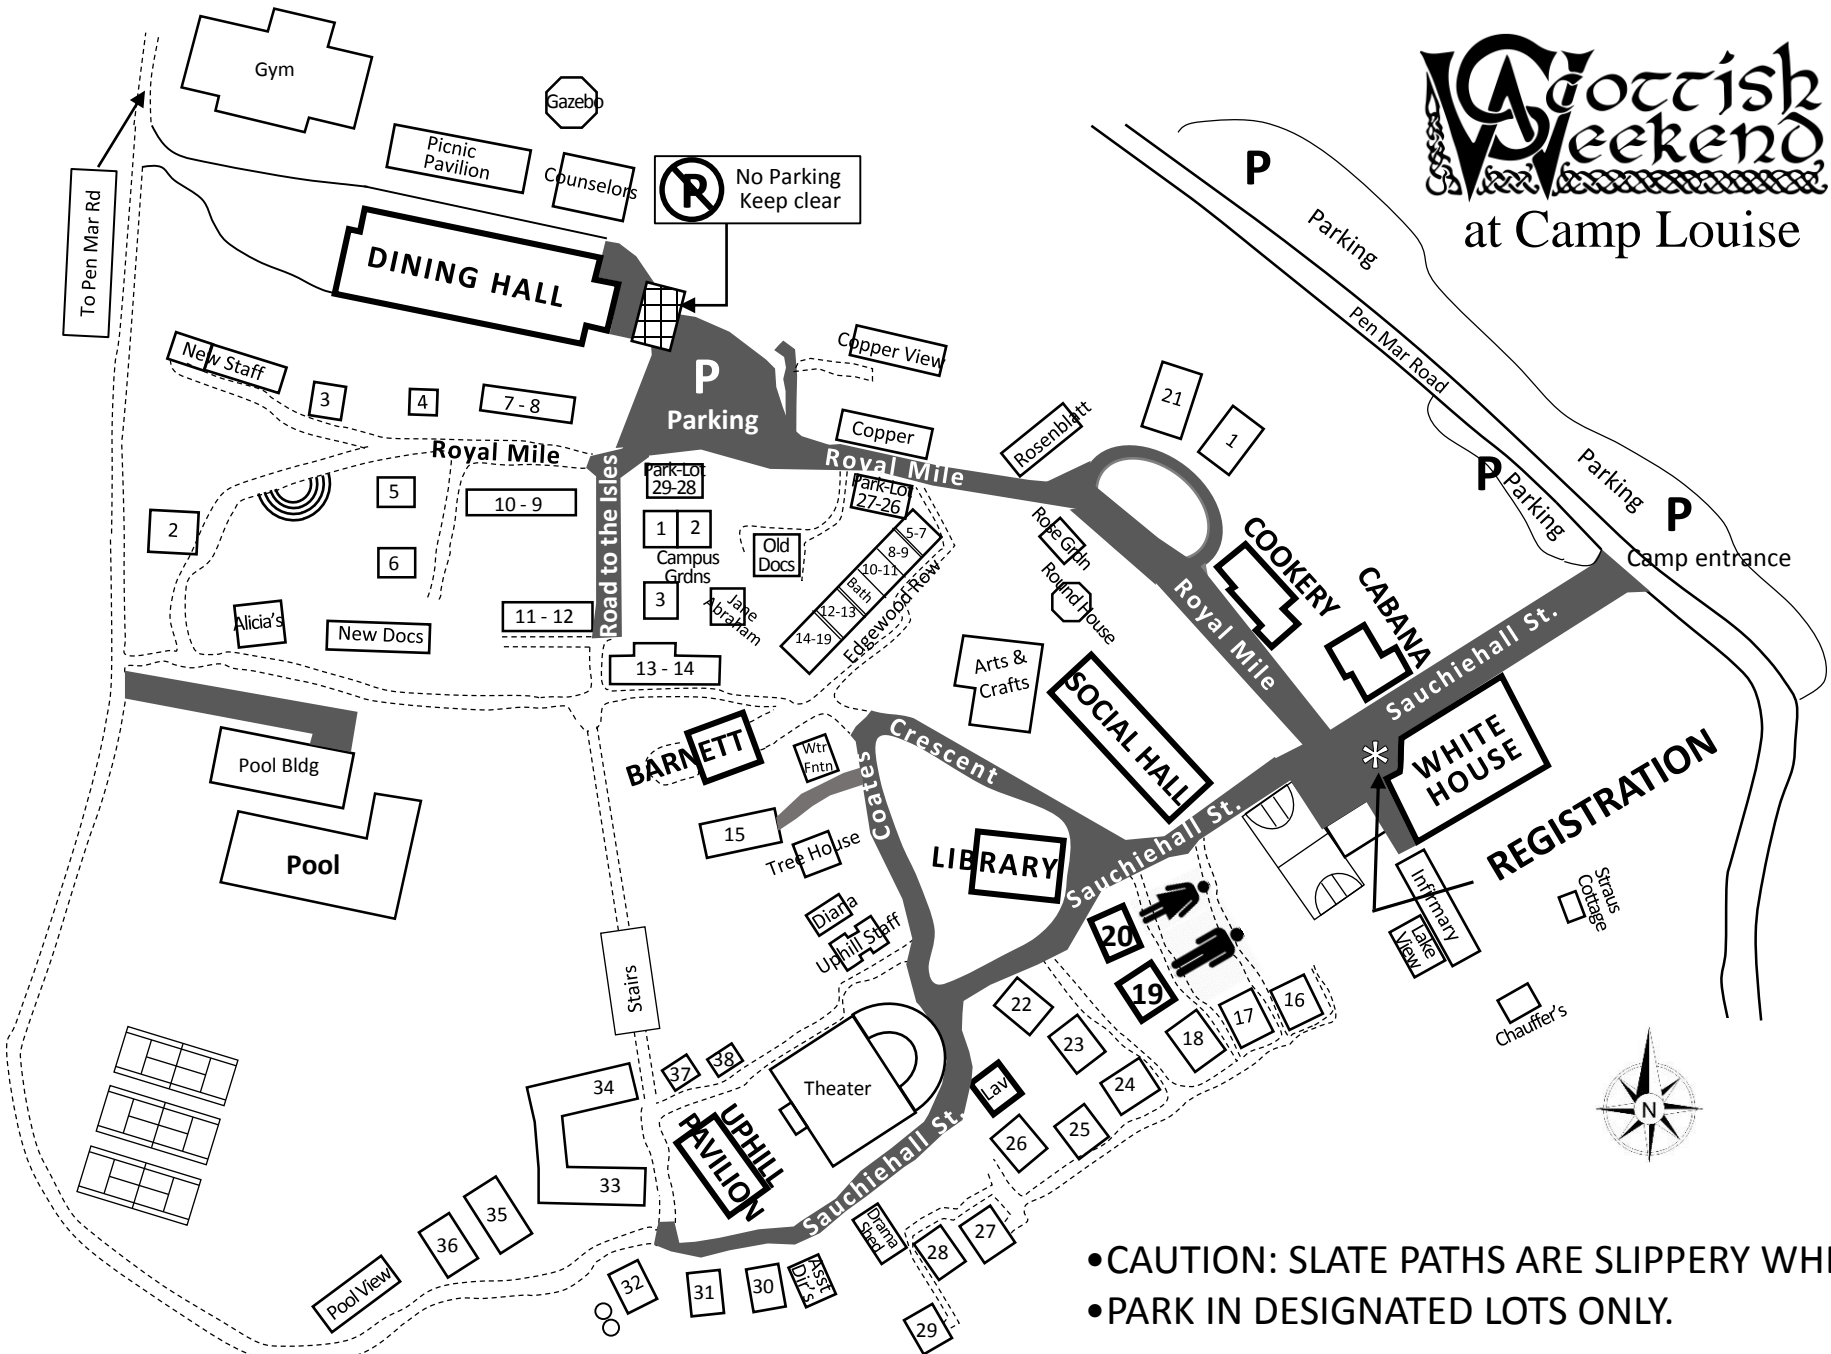 Scottish
Weekend
at Camp Louise
Gym
Gazebo
Picnic
Pavilion
Counselors
P
No Parking
Keep clear
To Pen Mar Rd
DINING HALL
P
Parking
Pen Mar Road
P
Parking
Parking
P
Camp entrance
New Staff
3
4
7 - 8
P
Parking
Copper View
Copper
Royal Mile
Royal Mile
Rosenblatt
21
1
Park-Lot
29-28
Park-Lot
27-26
Road to the Isles
5
10 - 9
2
6
1
2
Campus
Grdns
3
Jane
Abraham
Old
Docs
5-7
8-9
10-11
Bath
12-13
14-19
Edgewood Row
Rose Grdn
Round House
Royal Mile
COOKERY
CABANA
Sauchiehall St.
Alicia's
New Docs
11 - 12
13 - 14
Arts &
Crafts
SOCIAL HALL
WHITE
HOUSE
*
REGISTRATION
Pool Bldg
Pool
BARNETT
Wtr
Fntn
Crescent
Coates
15
Tree House
LIBRARY
Sauchiehall St.
Sauchiehall St.
Diana
Uphill Staff
Infirmary
Lake
View
Straus
Cottage
Chauffer's
20
19
22
23
18
17
16
24
25
26
Lav
Stairs
37
38
34
33
Theater
UPHILL
PAVILION
Sauchiehall St.
35
36
Pool View
32
31
30
Asst
Dir's
Drama
Shed
28
27
29
N
•CAUTION: SLATE PATHS ARE SLIPPERY WH
•PARK IN DESIGNATED LOTS ONLY.